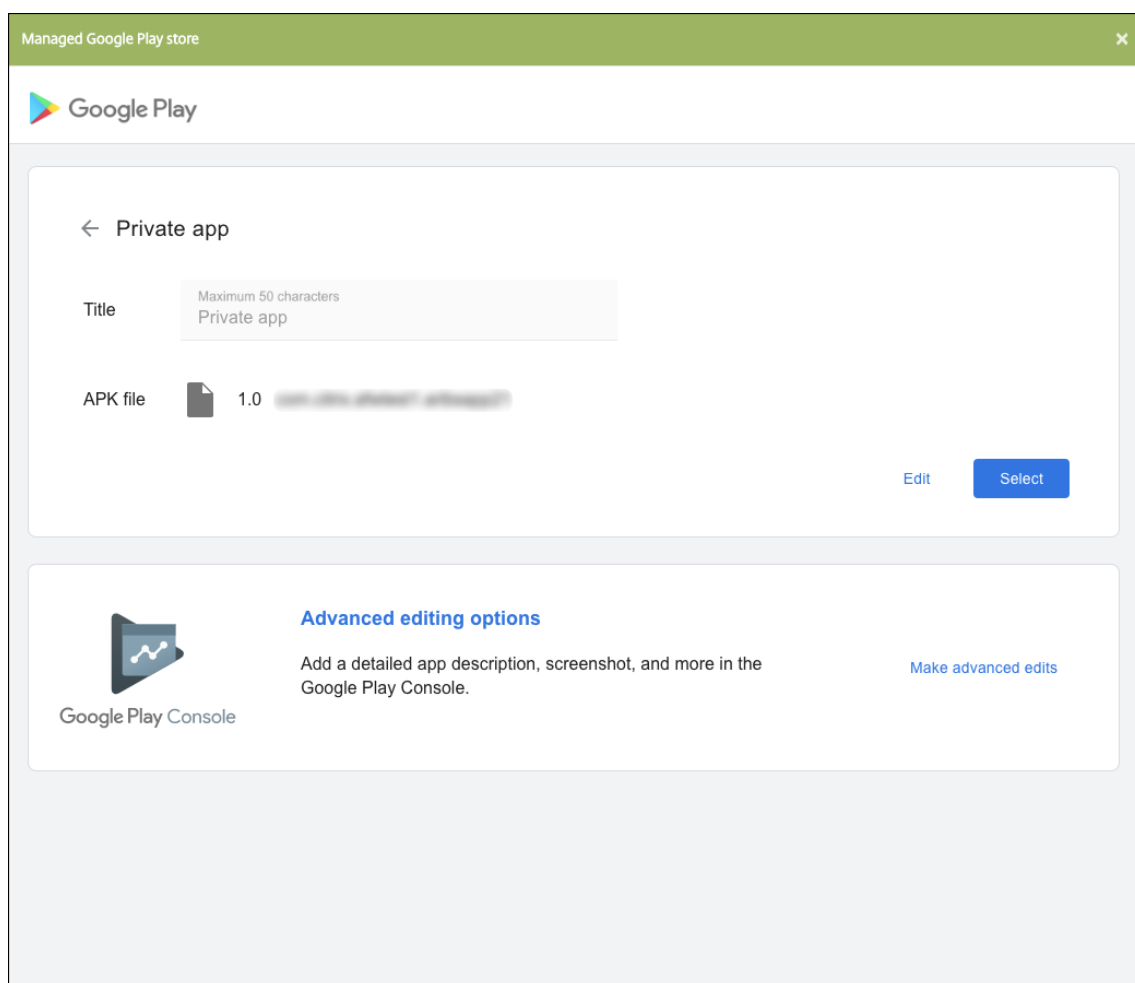 Managed Google Play store
Google Play
Private app
Title
Maximum 50 characters
Private app
APK file
1.0
Edit
Select
Advanced editing options
Add a detailed app description, screenshot, and more in the
Google Play Console.
Make advanced edits
Google Play Console